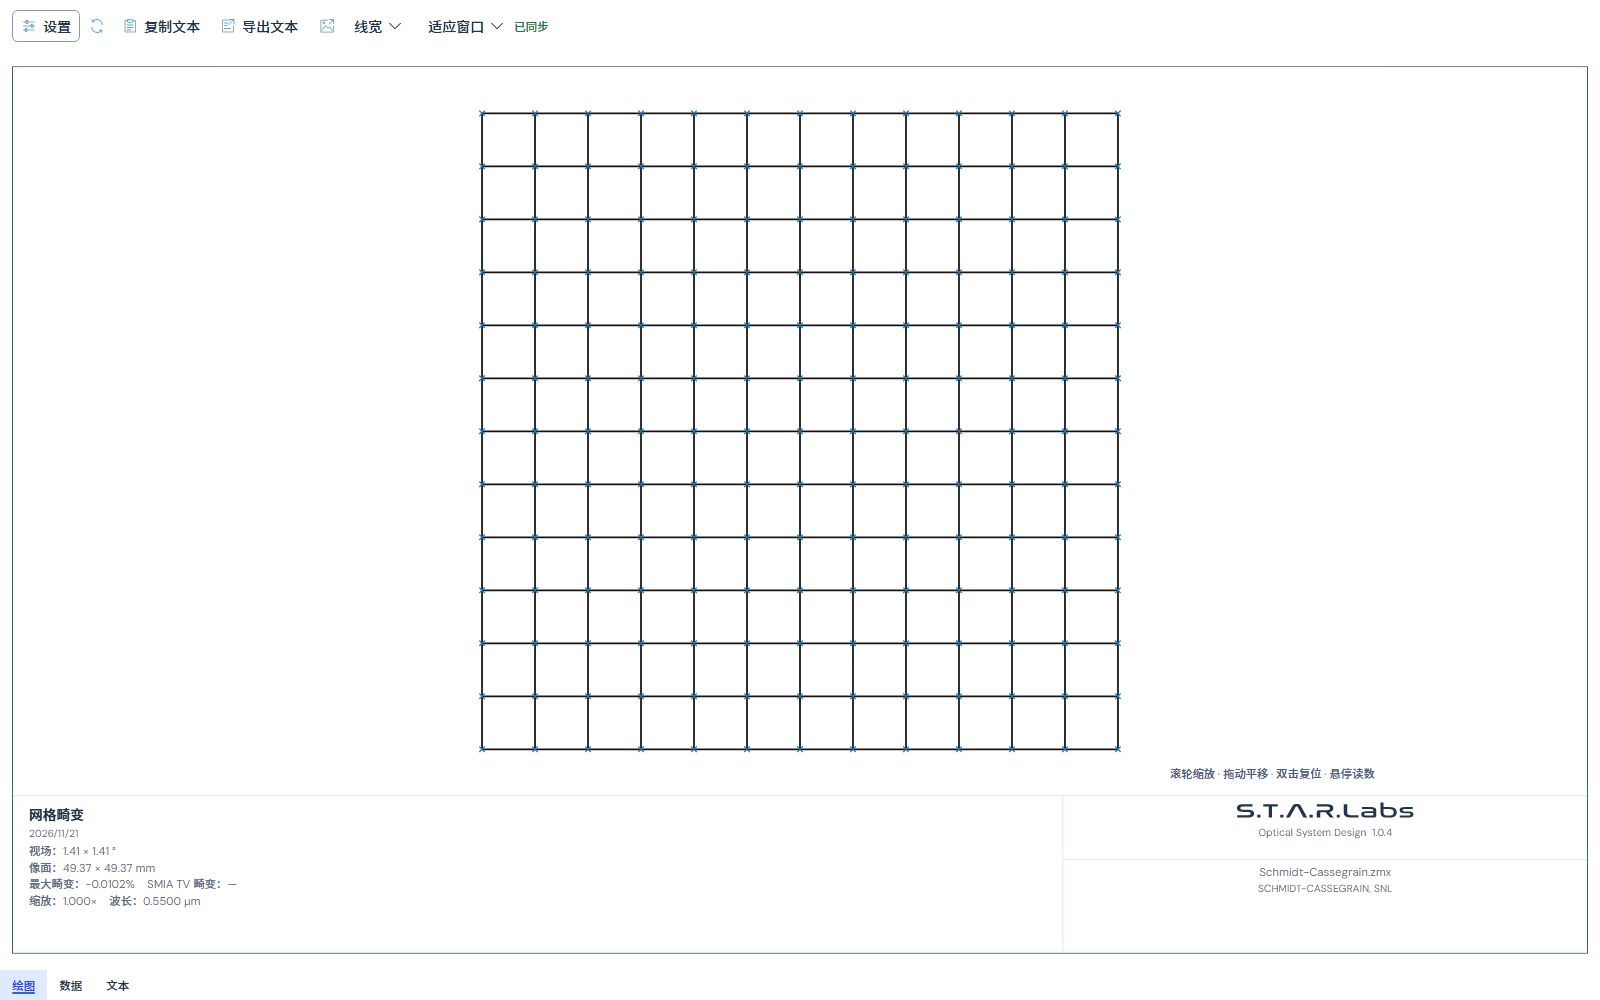 设置 复制文本 导出文本 线宽 适应窗口 已同步
滚轮缩放 · 拖动平移 · 双击复位 · 悬停读数
网格畸变
2026/11/21
视场：1.41 × 1.41 °
像面：49.37 × 49.37 mm
最大畸变：-0.0102% SMIA TV 畸变：—
缩放：1.000× 波长：0.5500 µm
S.T.A.R.Labs
Optical System Design 1.0.4
Schmidt-Cassegrain.zmx
SCHMIDT-CASSEGRAIN, SNL
绘图 数据 文本